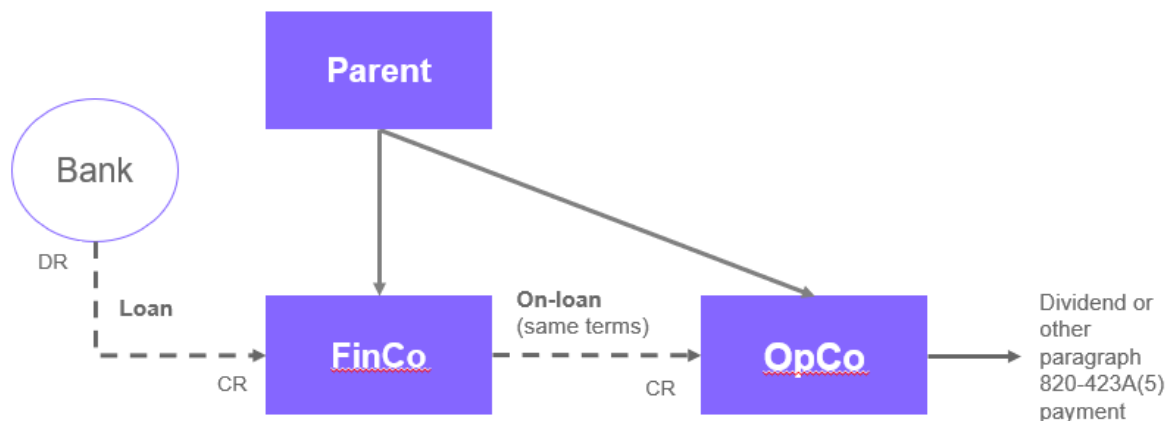 Parent
Bank
DR
Loan
CR
FinCo
On-loan
(same terms)
CR
OpCo
Dividend or
other
paragraph
820-423A(5)
payment